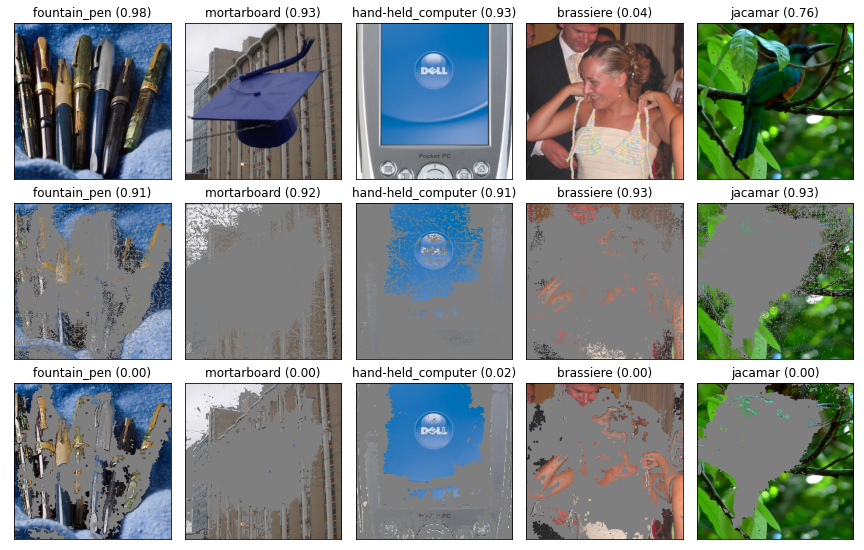 fountain_pen (0.98) mortarboard (0.93) hand-held_computer (0.93) brassiere (0.04) jacamar (0.76)
DELL
Pocket PC
fountain_pen (0.91) mortarboard (0.92) hand-held_computer (0.91) brassiere (0.93) jacamar (0.93)
fountain_pen (0.00) mortarboard (0.00) hand-held_computer (0.02) brassiere (0.00) jacamar (0.00)
DELL